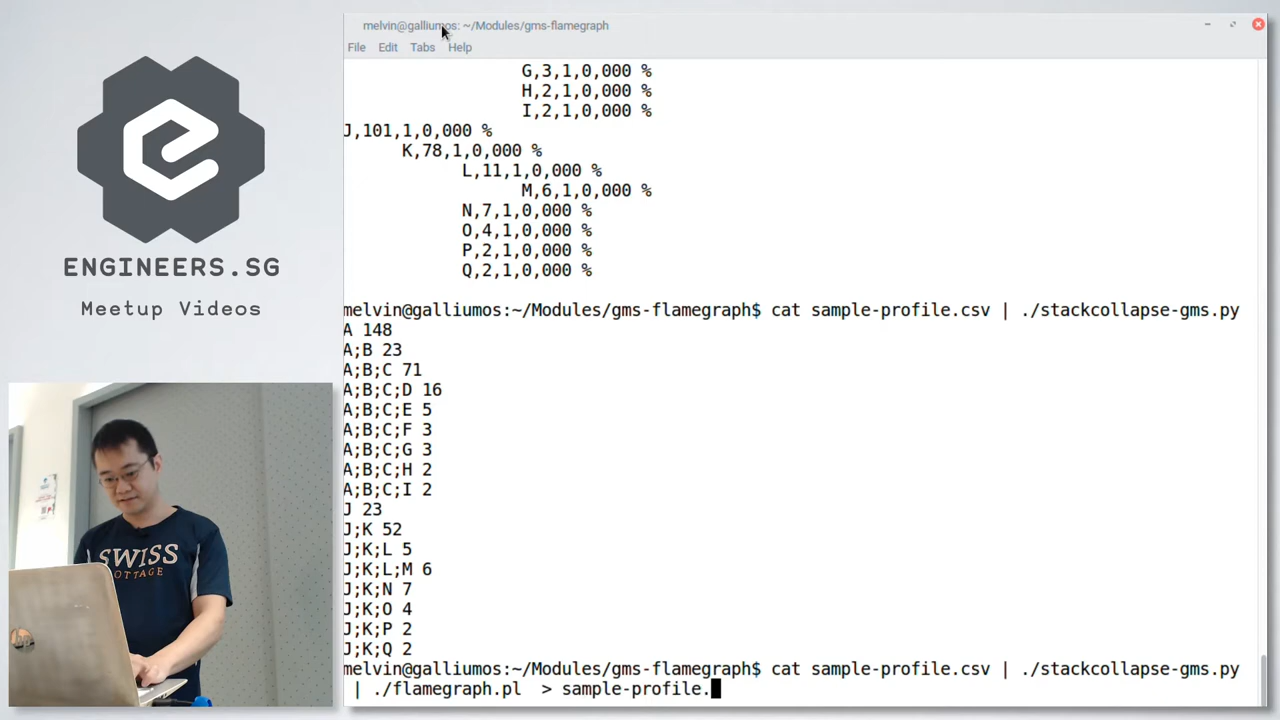 ENGINEERS.SG
Meetup Videos
SWISS
OTTAGE
melvin@galliumos: ~/Modules/gms-flamegraph
File Edit Tabs Help
G,3,1,0,000 %
H,2,1,0,000 %
I,2,1,0,000 %
J,101,1,0,000 %
K,78,1,0,000 %
L,11,1,0,000 %
M,6,1,0,000 %
N,7,1,0,000 %
O,4,1,0,000 %
P,2,1,0,000 %
Q,2,1,0,000 %
melvin@galliumos:~/Modules/gms-flamegraph$ cat sample-profile.csv | ./stackcollapse-gms.py
A 148
A;B 23
A;B;C 71
A;B;C;D 16
A;B;C;E 5
A;B;C;F 3
A;B;C;G 3
A;B;C;H 2
A;B;C;I 2
J 23
J;K 52
J;K;L 5
J;K;L;M 6
J;K;N 7
J;K;O 4
J;K;P 2
J;K;Q 2
melvin@galliumos:~/Modules/gms-flamegraph$ cat sample-profile.csv | ./stackcollapse-gms.py
| ./flamegraph.pl  > sample-profile.